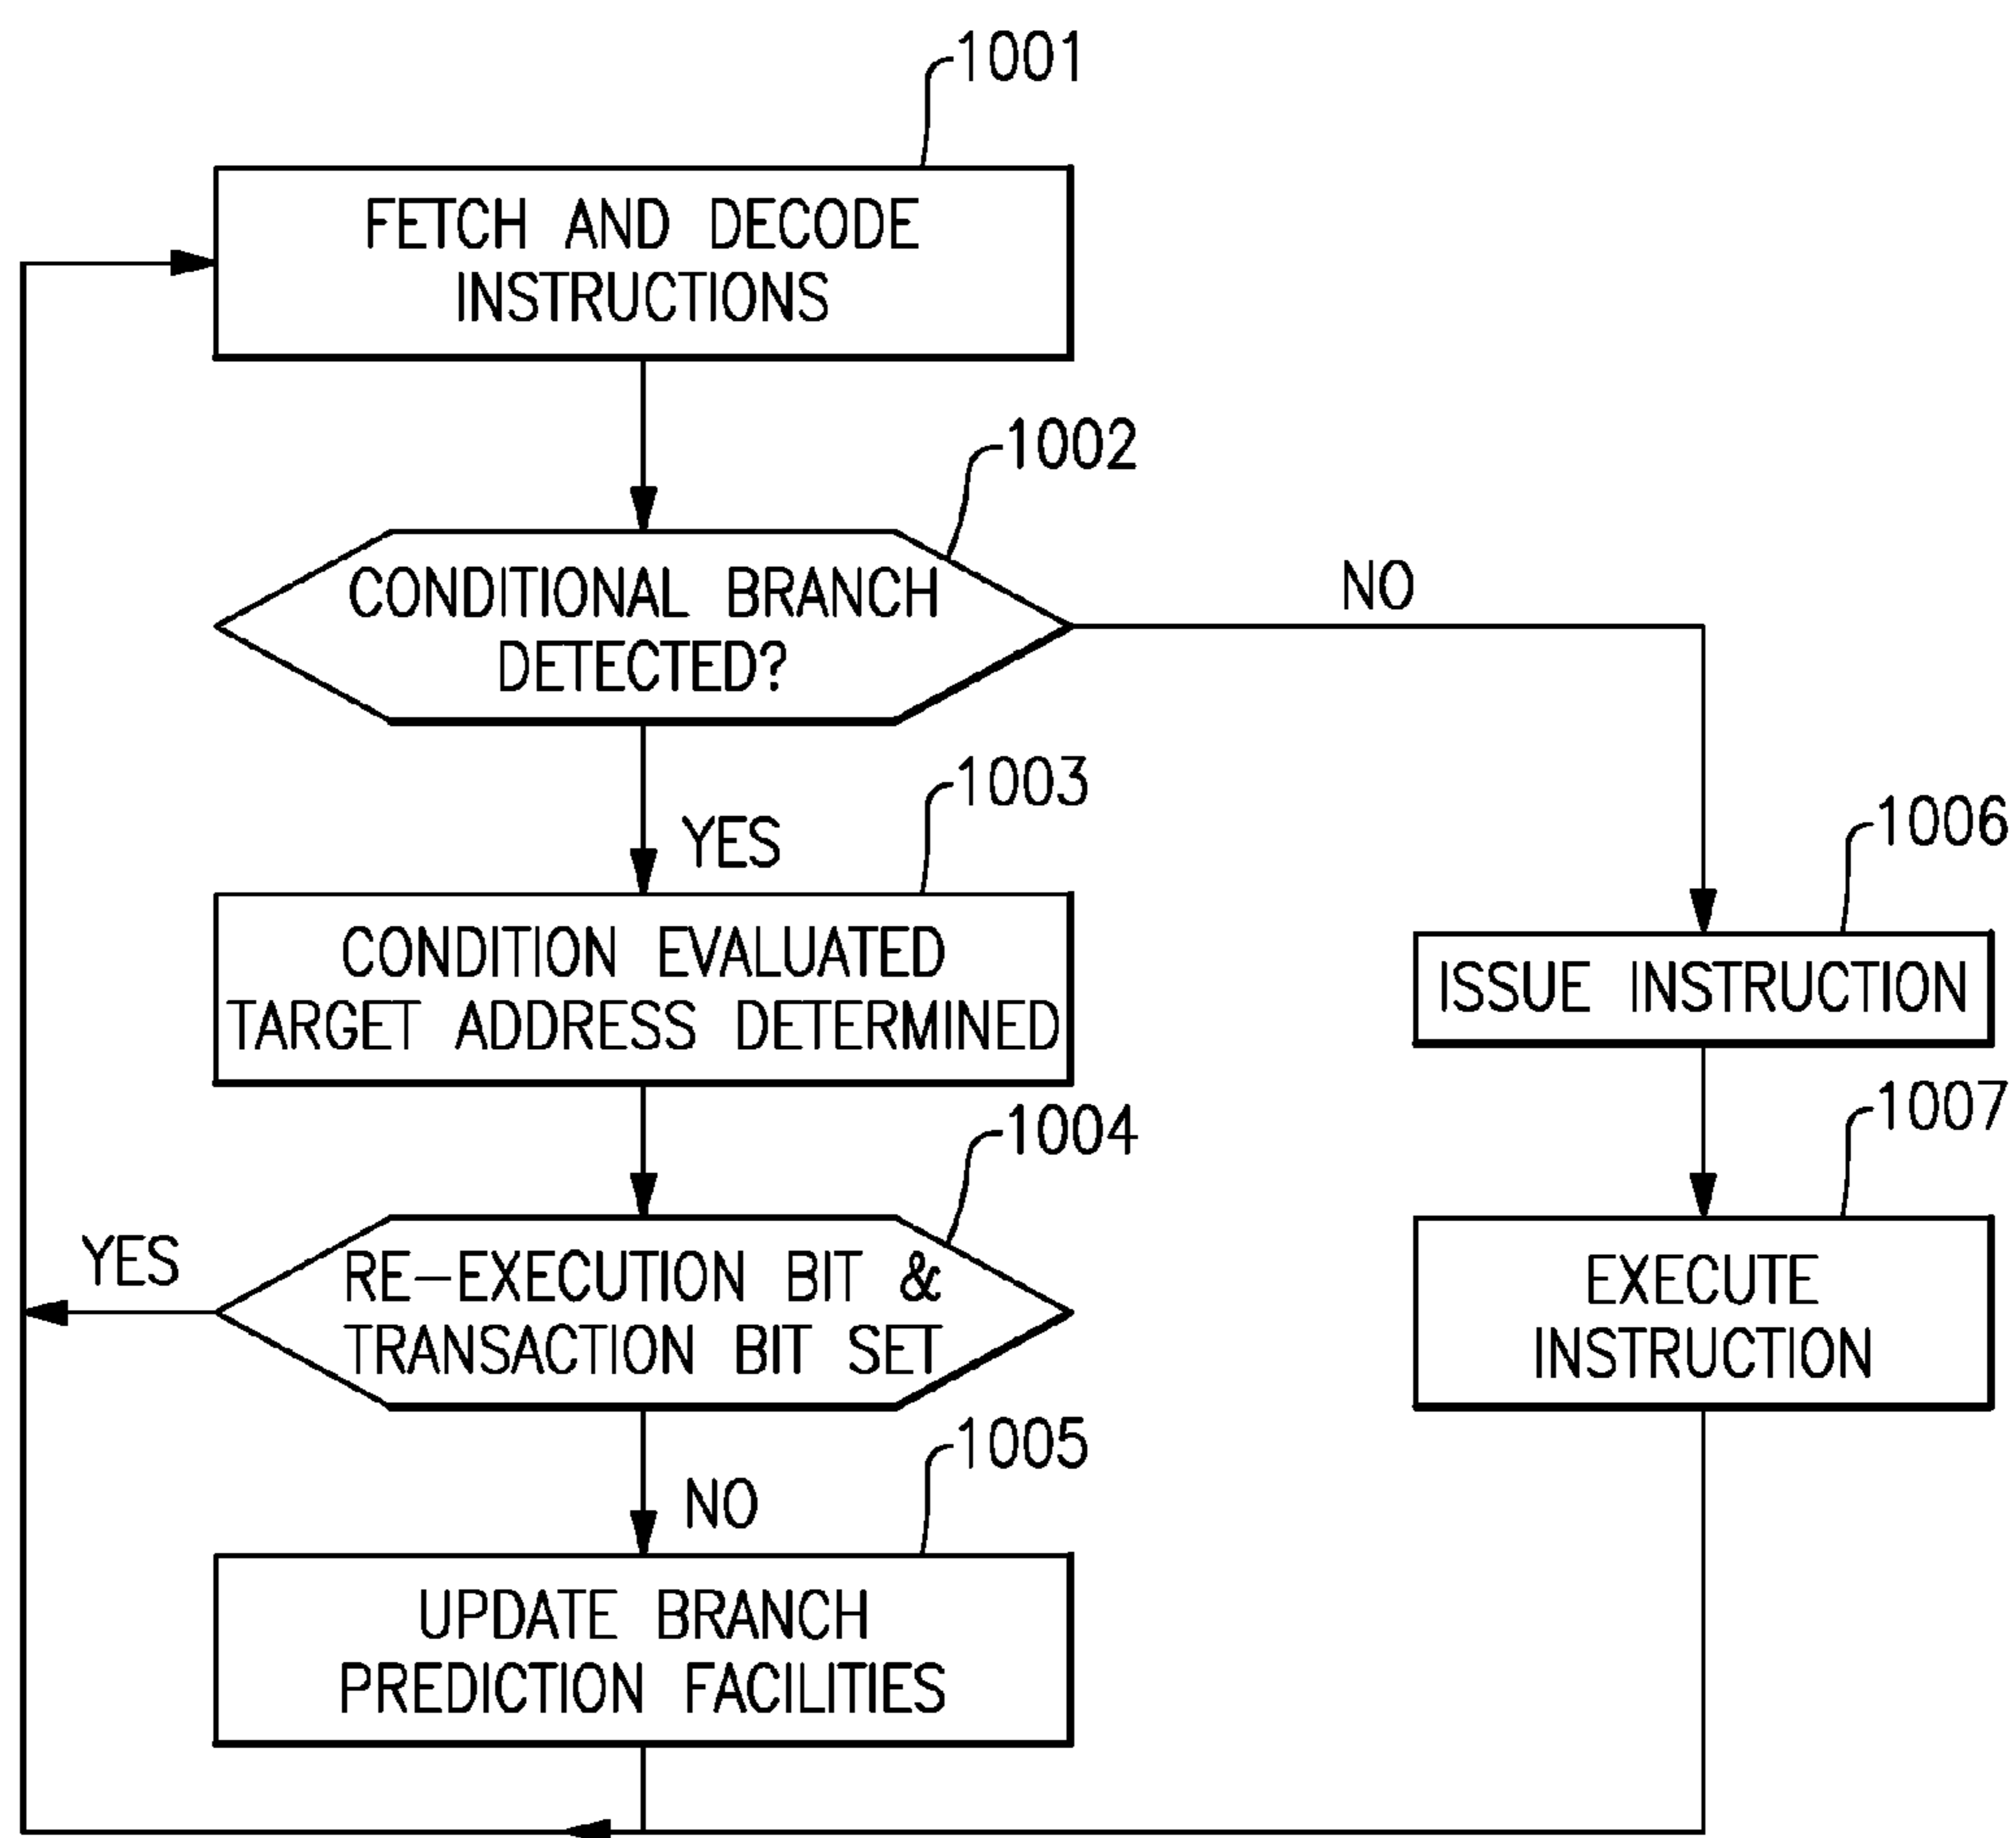 1001
FETCH AND DECODE
INSTRUCTIONS
1002
CONDITIONAL BRANCH
DETECTED?
NO
YES
1003
CONDITION EVALUATED
TARGET ADDRESS DETERMINED
1006
ISSUE INSTRUCTION
1004
RE-EXECUTION BIT &
TRANSACTION BIT SET
YES
1007
EXECUTE
INSTRUCTION
NO
1005
UPDATE BRANCH
PREDICTION FACILITIES